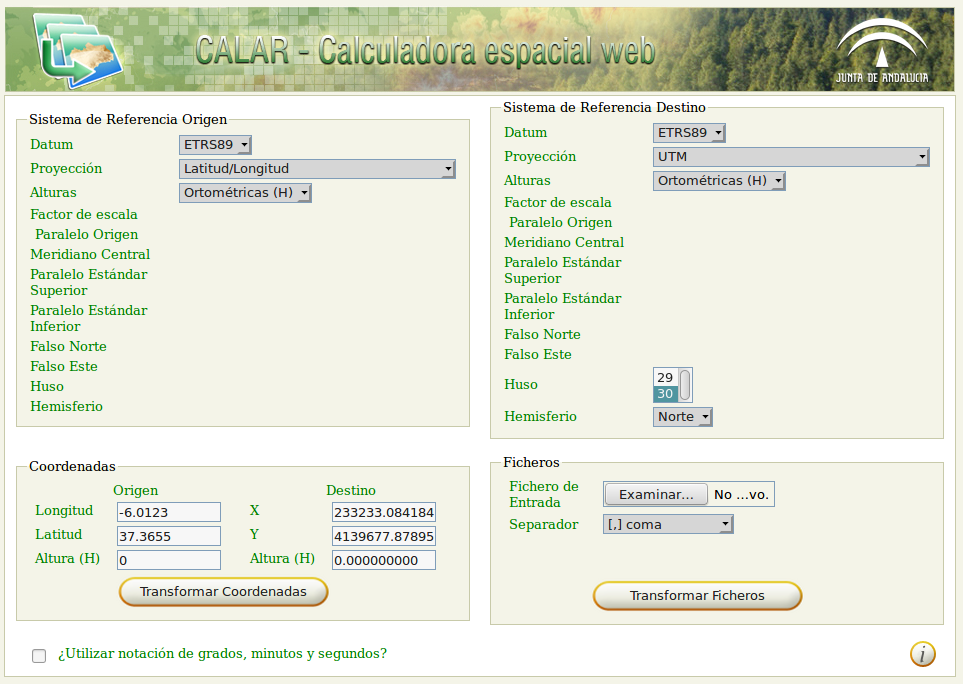 CALAR - Calculadora espacial web
JUNTA DE ANDALUCIA
Sistema de Referencia Origen
Datum ETRS89
Proyección Latitud/Longitud
Alturas Ortométricas (H)
Factor de escala
Paralelo Origen
Meridiano Central
Paralelo Estándar
Superior
Paralelo Estándar
Inferior
Falso Norte
Falso Este
Huso
Hemisferio
Sistema de Referencia Destino
Datum ETRS89
Proyección UTM
Alturas Ortométricas (H)
Factor de escala
Paralelo Origen
Meridiano Central
Paralelo Estándar
Superior
Paralelo Estándar
Inferior
Falso Norte
Falso Este
Huso 29
30
Hemisferio Norte
Coordenadas
Origen Destino
Longitud -6.0123 X 233233.084184
Latitud 37.3655 Y 4139677.87895
Altura (H) 0 Altura (H) 0.000000000
Transformar Coordenadas
Ficheros
Fichero de
Entrada Examinar... No ...vo.
Separador [,] coma
Transformar Ficheros
¿Utilizar notación de grados, minutos y segundos?
i